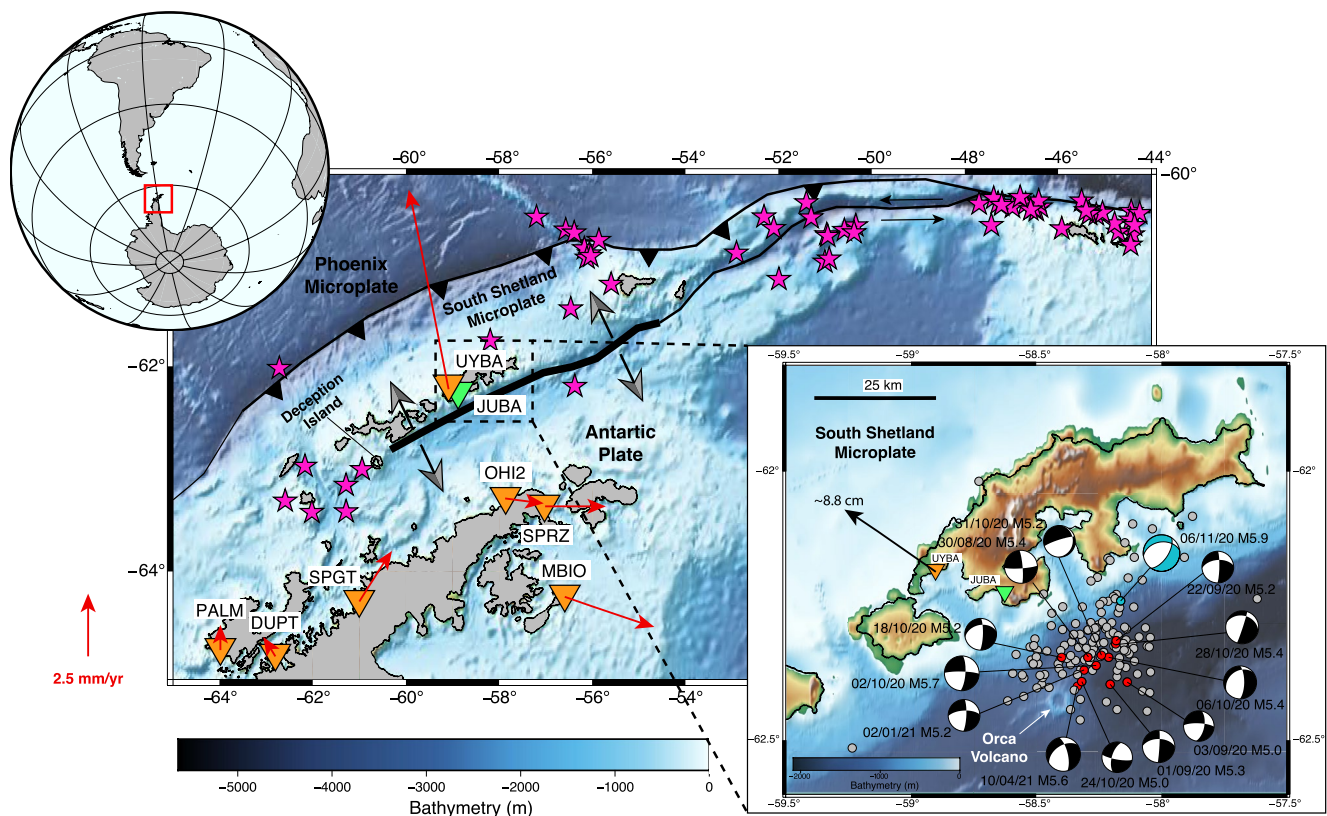 −60° −58° −56° −54° −52° −50° −48° −46° −44°
−60°
Phoenix
Microplate
South Shetland
Microplate
−62°
UYBA
JUBA
Deception
Island
Antartic
Plate
OHI2
SPRZ
−64°
SPGT
MBIO
PALM
DUPT
2.5 mm/yr
−64° −62° −60° −58° −56°
−5000 −4000 −3000 −2000 −1000 0
Bathymetry (m)
−59.5° −59° −58.5° −58° −57.5°
25 km
South Shetland
Microplate
−62° −62°
~8.8 cm
31/10/20 M5.2
30/08/20 M5.4
06/11/20 M5.9
UYBA
JUBA
22/09/20 M5.2
18/10/20 M5.2
28/10/20 M5.4
02/10/20 M5.7
06/10/20 M5.4
02/01/21 M5.2
03/09/20 M5.0
−62.5° −62.5°
Orca
Volcano
01/09/20 M5.3
10/04/21 M5.6
24/10/20 M5.0
−2000 −1000 0
Bathymetry (m)
−59.5° −59° −58.5° −58° −57.5°